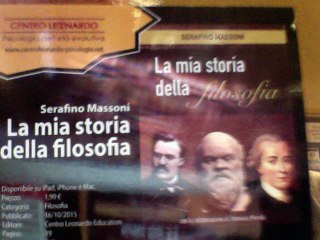 CENTRO LEONARDO
Psicologia dell'età evolutiva
www.centroleonardo-psicologia.net
Serafino Massoni
La mia storia
della filosofia
Disponibile su iPad, iPhone e Mac.
Prezzo: 1,99 €
Categoria: Filosofia
Pubblicato: 16/10/2015
Editore: Centro Leonardo Education
Pagine: 39
SERAFINO MASSONI
La mia storia
della filosofia